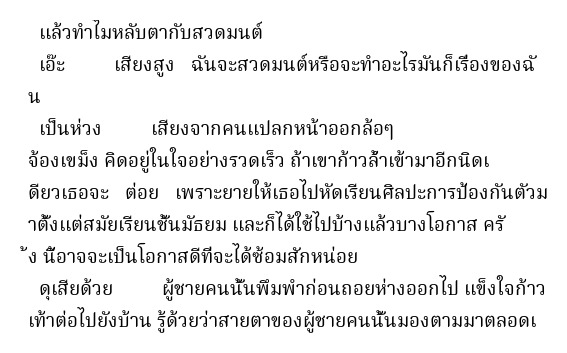 แล้วทำไมหลับตากับสวดมนต์
เอ๊ะ เสียงสูง ฉันจะสวดมนต์หรือจะทำอะไรมันก็เรื่องของฉั
น
เป็นห่วง เสียงจากคนแปลกหน้าออกล้อๆ
จ้องเขม็ง คิดอยู่ในใจอย่างรวดเร็ว ถ้าเขาก้าวล้ำเข้ามาอีกนิดเ
ดียวเธอจะ ต่อย เพราะยายให้เธอไปหัดเรียนศิลปะการป้องกันตัวม
าตั้งแต่สมัยเรียนชั้นมัธยม และก็ได้ใช้ไปบ้างแล้วบางโอกาส ครั
้ง นี้อาจจะเป็นโอกาสดีที่จะได้ซ้อมสักหน่อย
ดุเสียด้วย ผู้ชายคนนั้นพึมพำก่อนถอยห่างออกไป แข็งใจก้าว
เท้าต่อไปยังบ้าน รู้ด้วยว่าสายตาของผู้ชายคนนั้นมองตามมาตลอดเ